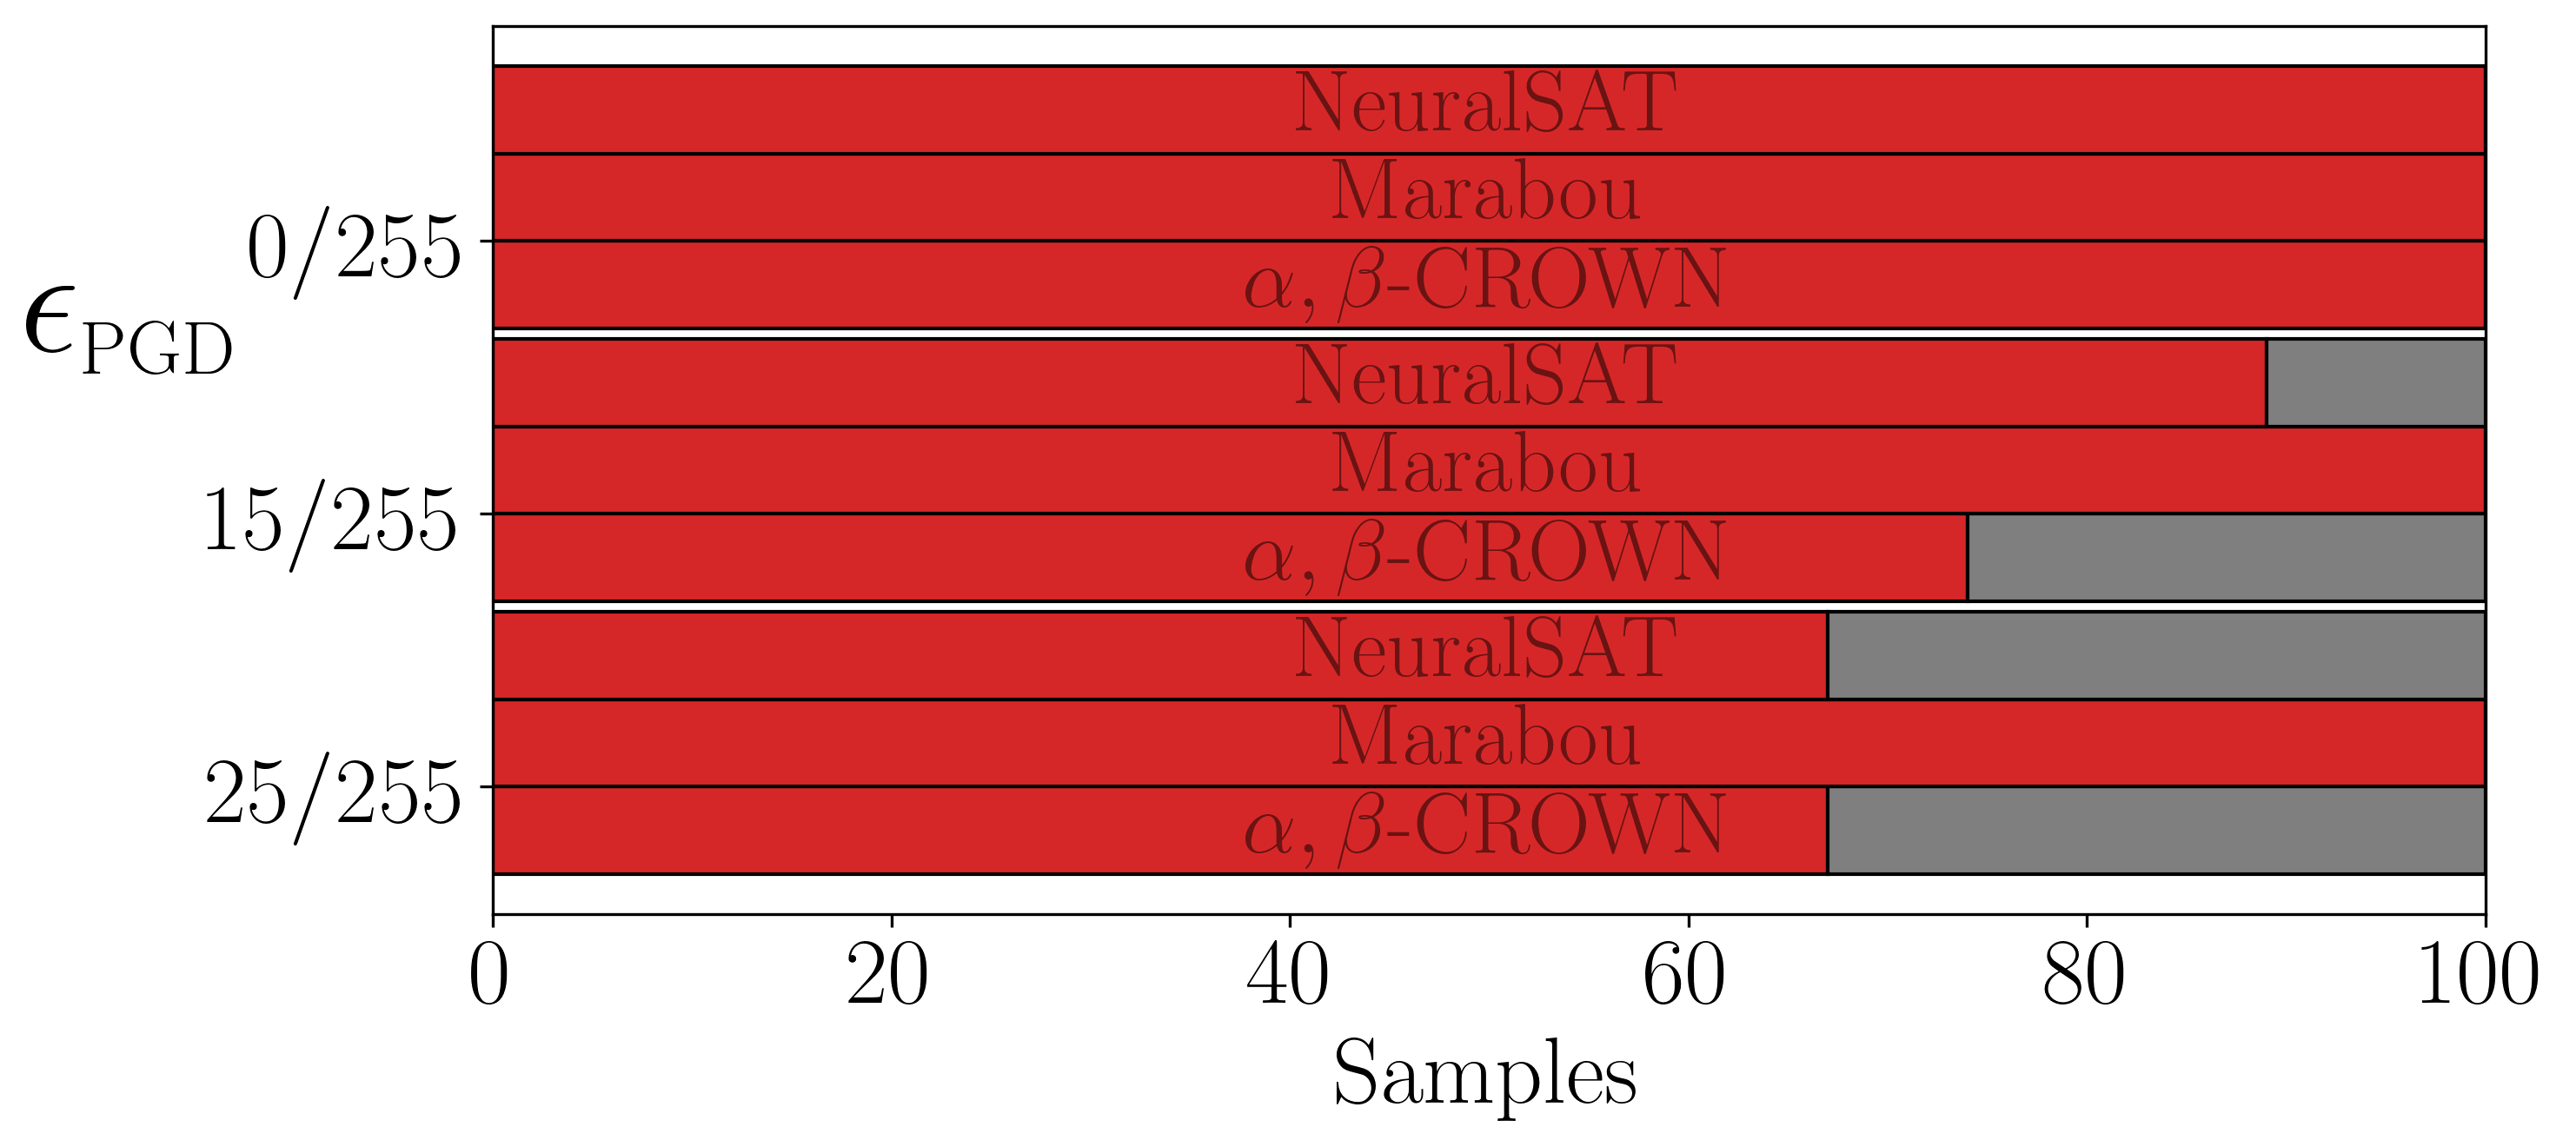 ϵPGD
0/255
NeuralSAT
Marabou
α, β-CROWN
15/255
NeuralSAT
Marabou
α, β-CROWN
25/255
NeuralSAT
Marabou
α, β-CROWN
0 20 40 60 80 100
Samples